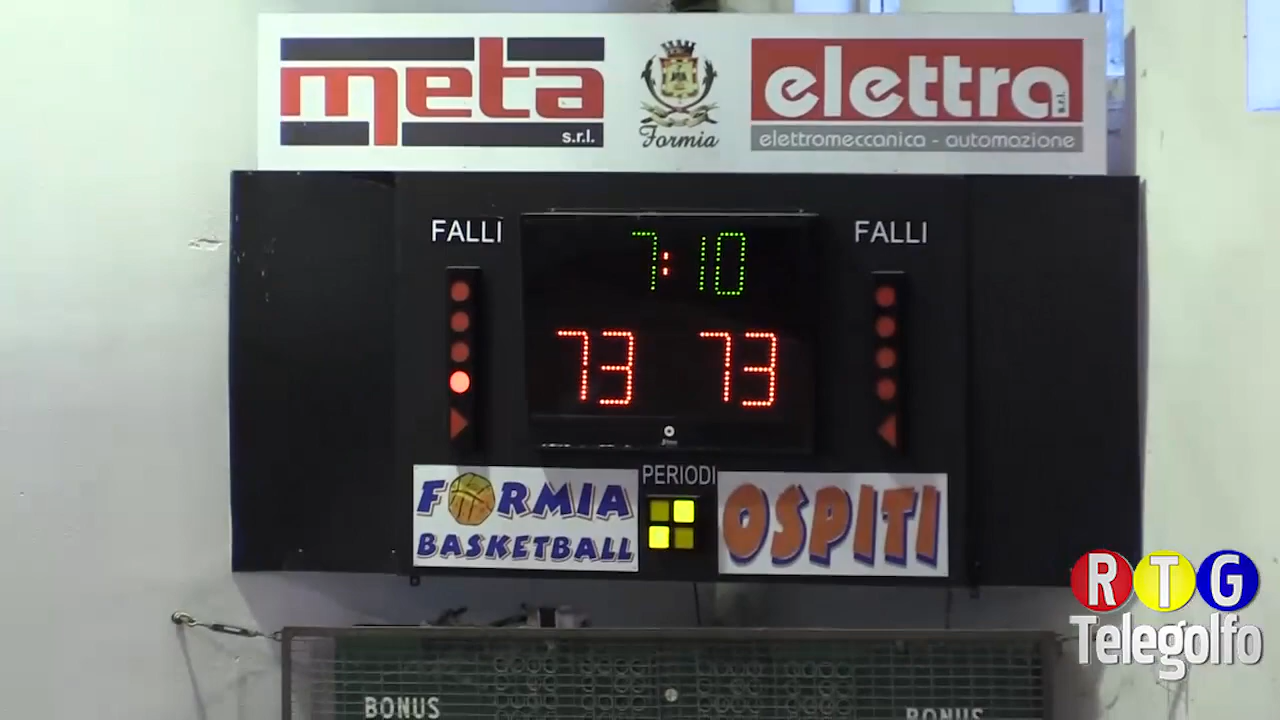 meta
s.r.l.
Formia
elettra
s.r.l.
elettromeccanica - automazione
FALLI
FALLI
7:10
73 73
PERIODI
FORMIA
BASKETBALL
OSPITI
RTG
Telegolfo
BONUS
BONUS